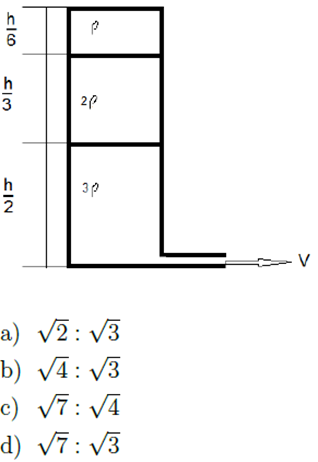 h/6
ρ
h/3
2ρ
h/2
3ρ
V
a) √2 : √3
b) √4 : √3
c) √7 : √4
d) √7 : √3